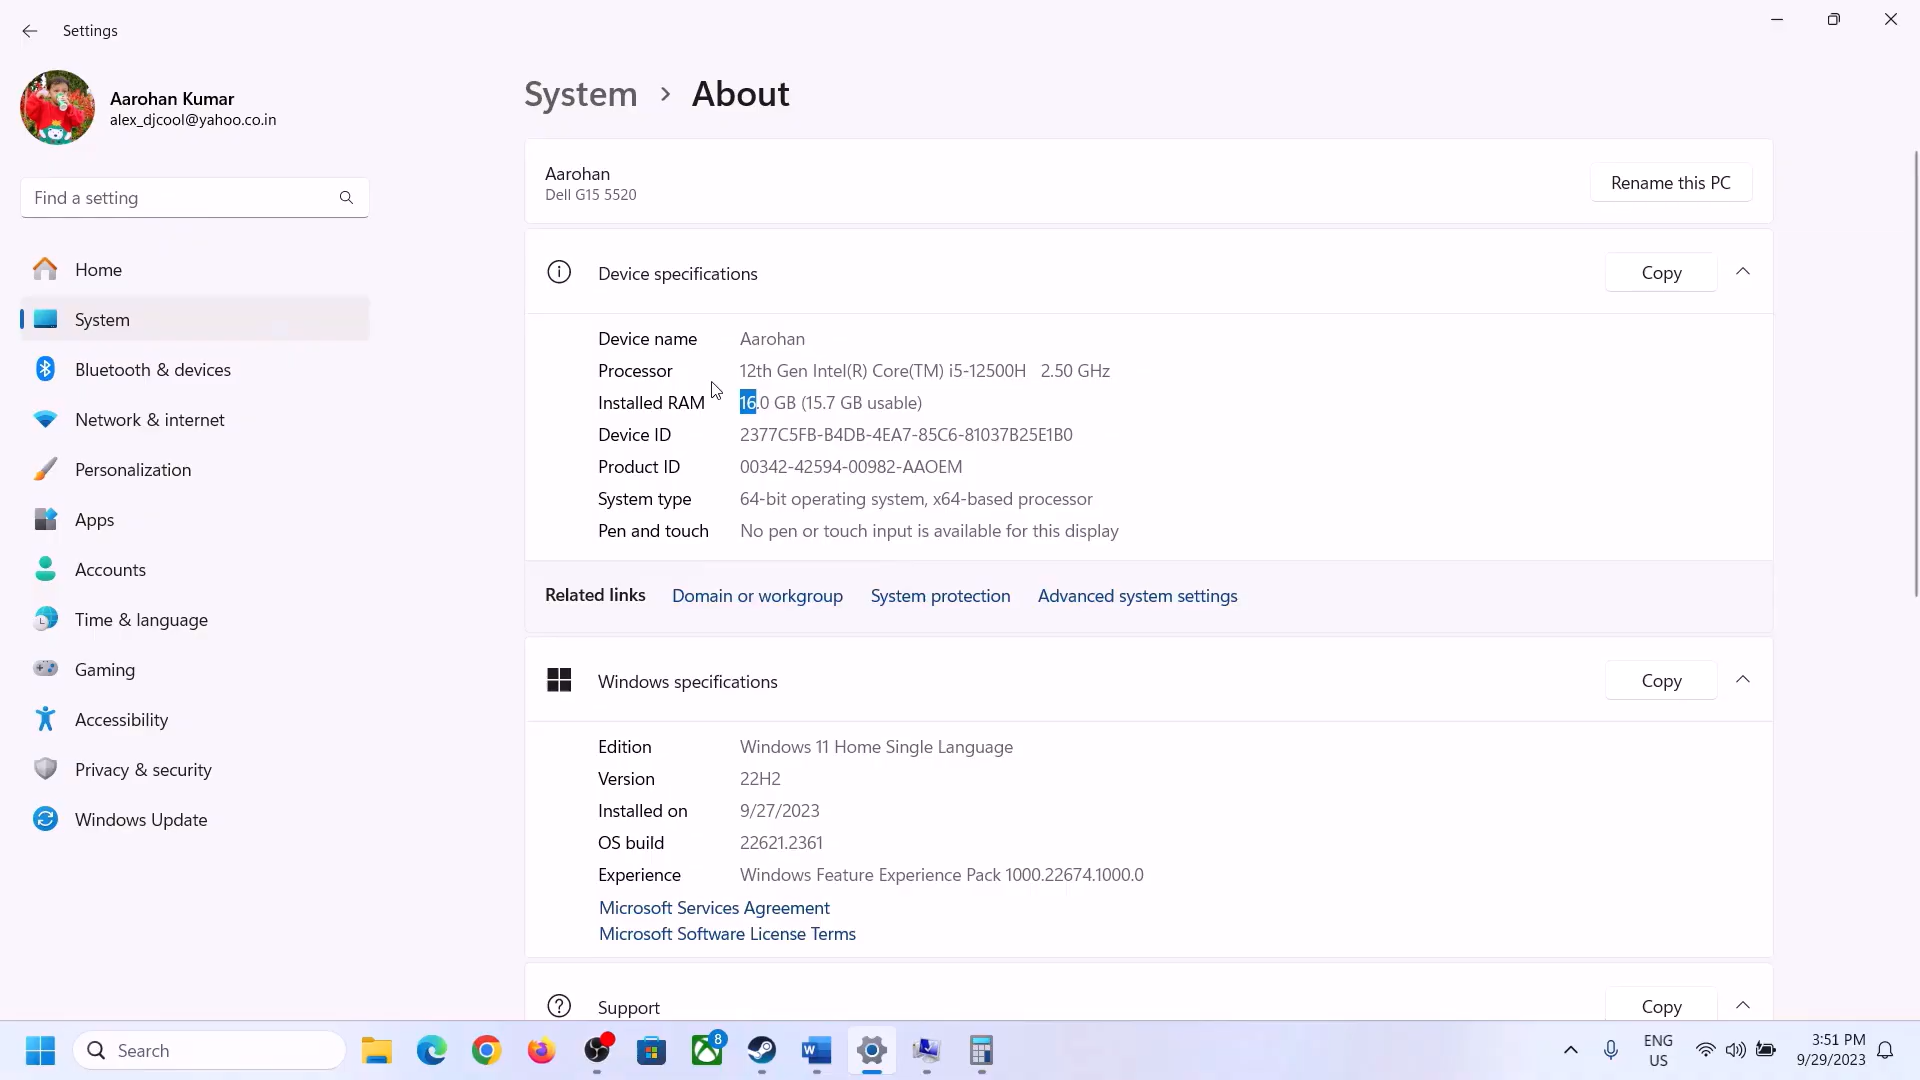 Settings
Aarohan Kumar
alex_djcool@yahoo.co.in
Find a setting
Home
System
Bluetooth & devices
Network & internet
Personalization
Apps
Accounts
Time & language
Gaming
Accessibility
Privacy & security
Windows Update
System > About
Aarohan
Dell G15 5520
Rename this PC
Device specifications
Copy
Device name Aarohan
Processor 12th Gen Intel(R) Core(TM) i5-12500H 2.50 GHz
Installed RAM 16.0 GB (15.7 GB usable)
Device ID 2377C5FB-B4DB-4EA7-85C6-81037B25E1B0
Product ID 00342-42594-00982-AAOEM
System type 64-bit operating system, x64-based processor
Pen and touch No pen or touch input is available for this display
Related links Domain or workgroup System protection Advanced system settings
Windows specifications
Copy
Edition Windows 11 Home Single Language
Version 22H2
Installed on 9/27/2023
OS build 22621.2361
Experience Windows Feature Experience Pack 1000.22674.1000.0
Microsoft Services Agreement
Microsoft Software License Terms
Support
Copy
Search
8
W
ENG
US
3:51 PM
9/29/2023